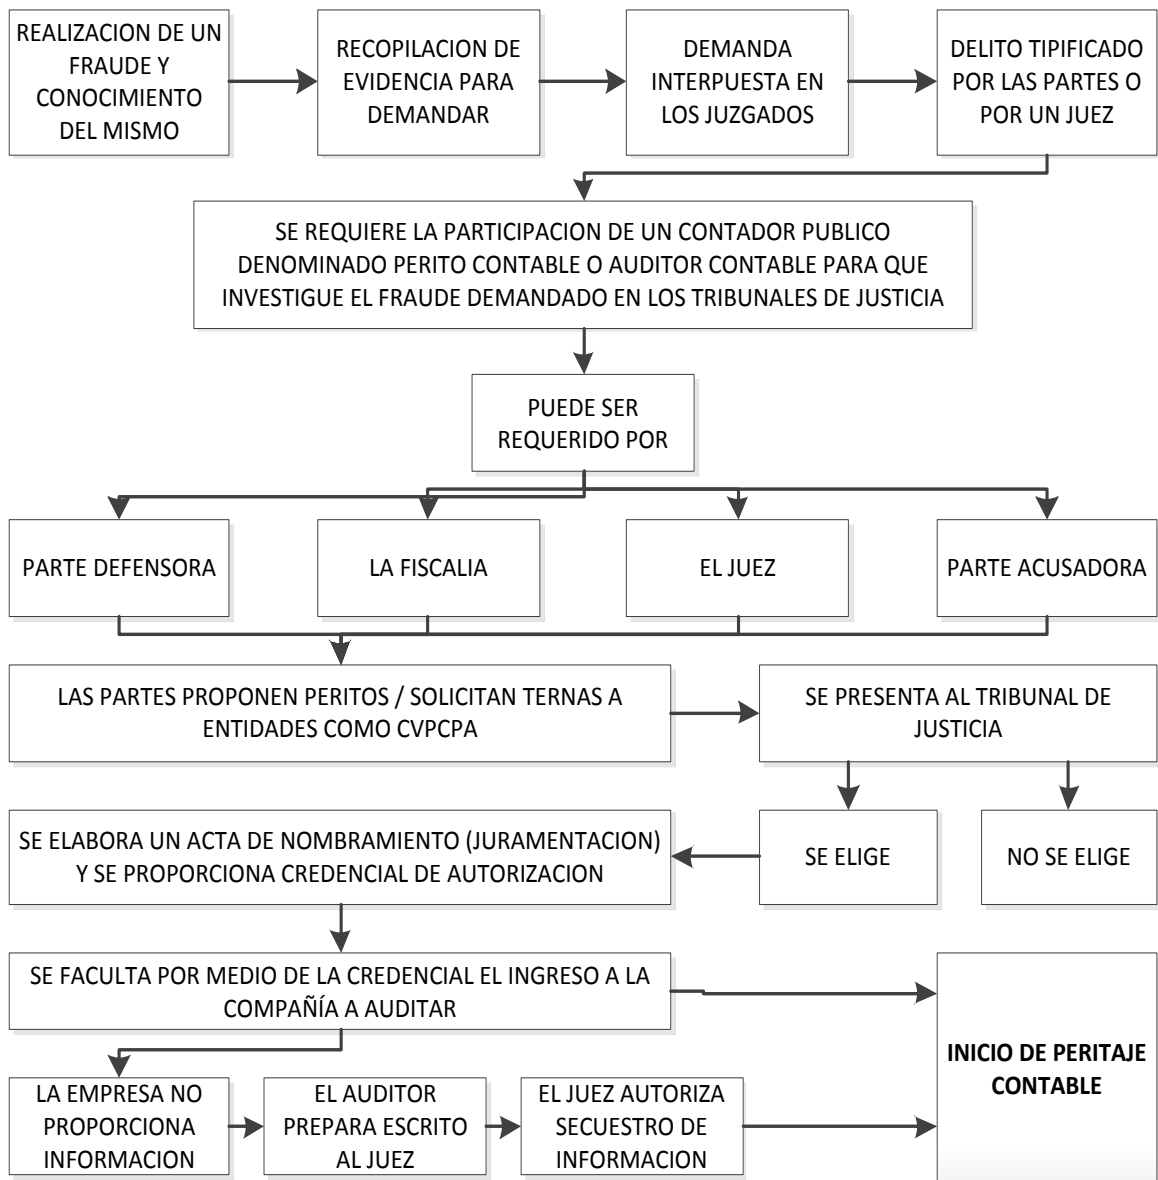 REALIZACION DE UN
FRAUDE Y
CONOCIMIENTO
DEL MISMO
RECOPILACION DE
EVIDENCIA PARA
DEMANDAR
DEMANDA
INTERPUESTA EN
LOS JUZGADOS
DELITO TIPIFICADO
POR LAS PARTES O
POR UN JUEZ
SE REQUIERE LA PARTICIPACION DE UN CONTADOR PUBLICO
DENOMINADO PERITO CONTABLE O AUDITOR CONTABLE PARA QUE
INVESTIGUE EL FRAUDE DEMANDADO EN LOS TRIBUNALES DE JUSTICIA
PUEDE SER
REQUERIDO POR
PARTE DEFENSORA
LA FISCALIA
EL JUEZ
PARTE ACUSADORA
LAS PARTES PROPONEN PERITOS / SOLICITAN TERNAS A
ENTIDADES COMO CVPCPA
SE PRESENTA AL TRIBUNAL DE
JUSTICIA
SE ELABORA UN ACTA DE NOMBRAMIENTO (JURAMENTACION)
Y SE PROPORCIONA CREDENCIAL DE AUTORIZACION
SE ELIGE
NO SE ELIGE
SE FACULTA POR MEDIO DE LA CREDENCIAL EL INGRESO A LA
COMPAÑÍA A AUDITAR
INICIO DE PERITAJE
CONTABLE
LA EMPRESA NO
PROPORCIONA
INFORMACION
EL AUDITOR
PREPARA ESCRITO
AL JUEZ
EL JUEZ AUTORIZA
SECUESTRO DE
INFORMACION